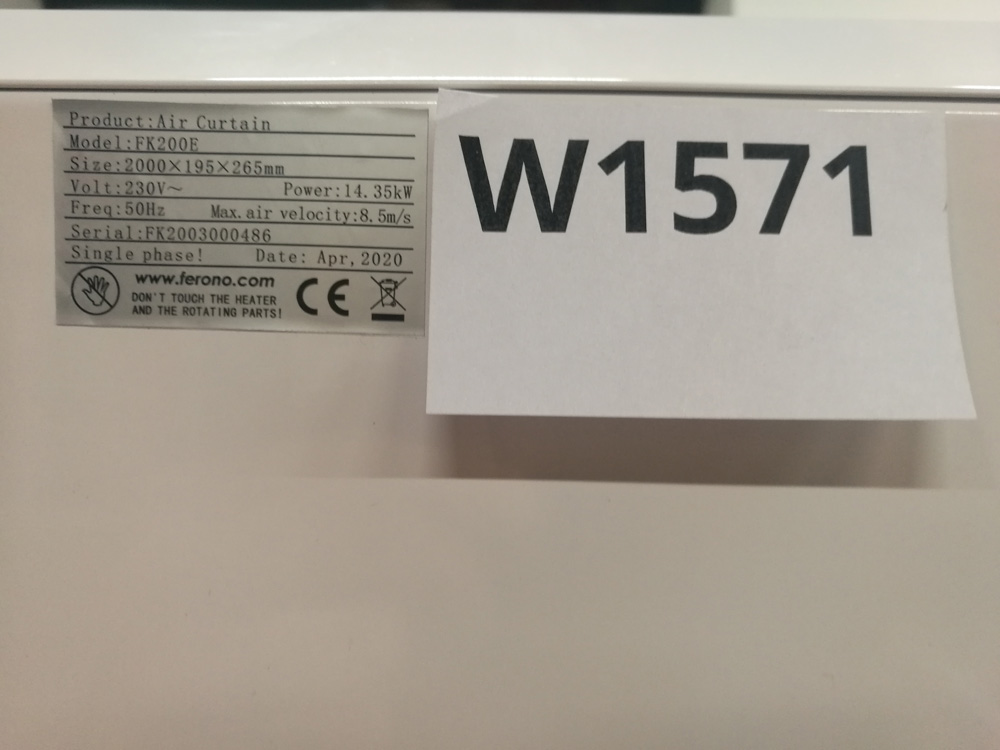 Product:Air Curtain
Model:FK200E
Size:2000×195×265mm
Volt:230V~ Power:14.35kW
Freq:50Hz Max.air velocity:8.5m/s
Serial:FK2003000486
Single phase! Date: Apr,2020
www.ferono.com
DON'T TOUCH THE HEATER
AND THE ROTATING PARTS!
CE
W1571